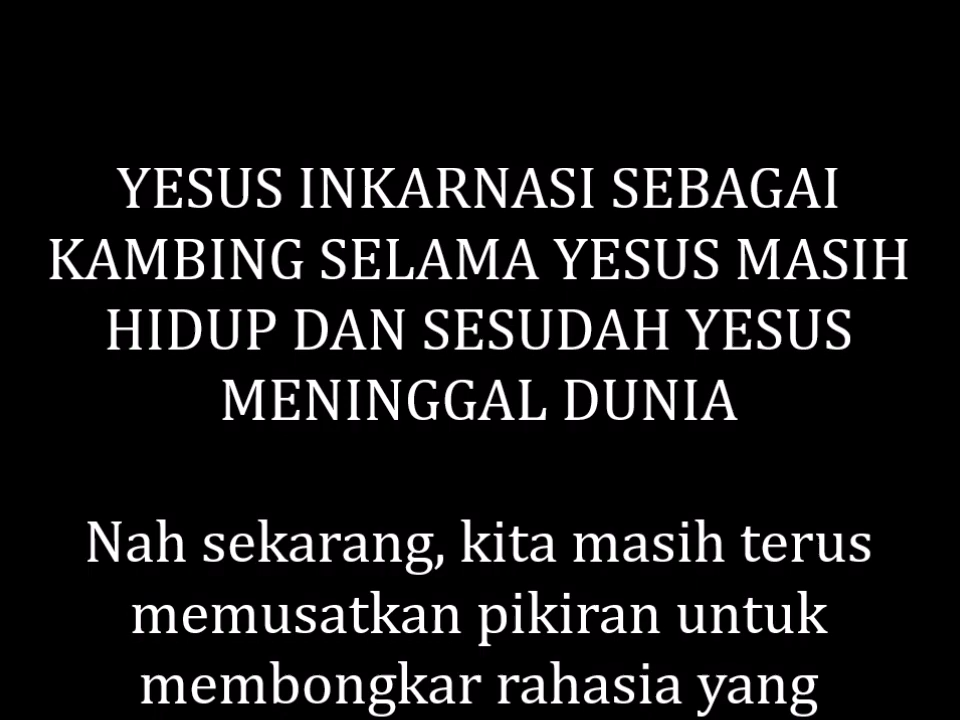 YESUS INKARNASI SEBAGAI
KAMBING SELAMA YESUS MASIH
HIDUP DAN SESUDAH YESUS
MENINGGAL DUNIA
Nah sekarang, kita masih terus
memusatkan pikiran untuk
membongkar rahasia yang